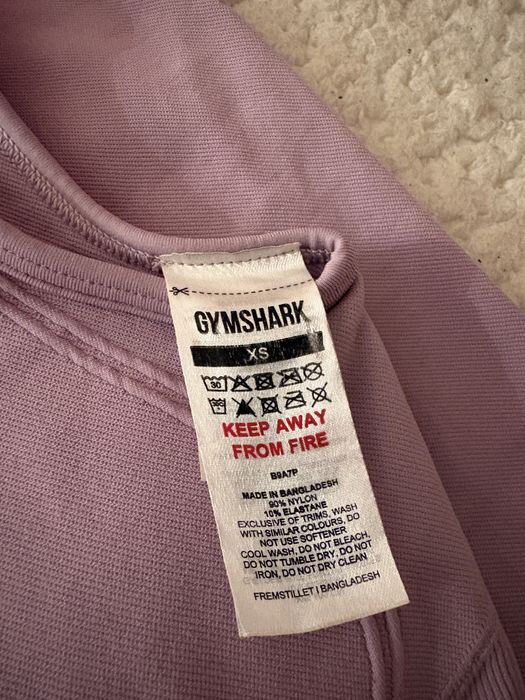 GYMSHARK
XS
30
KEEP AWAY
FROM FIRE
B9A7P
MADE IN BANGLADESH
90% NYLON
10% ELASTANE
EXCLUSIVE OF TRIMS, WASH
WITH SIMILAR COLOURS, DO
NOT USE SOFTENER
COOL WASH, DO NOT BLEACH,
DO NOT TUMBLE DRY, DO NOT
IRON, DO NOT DRY CLEAN
FREMSTILLET I BANGLADESH